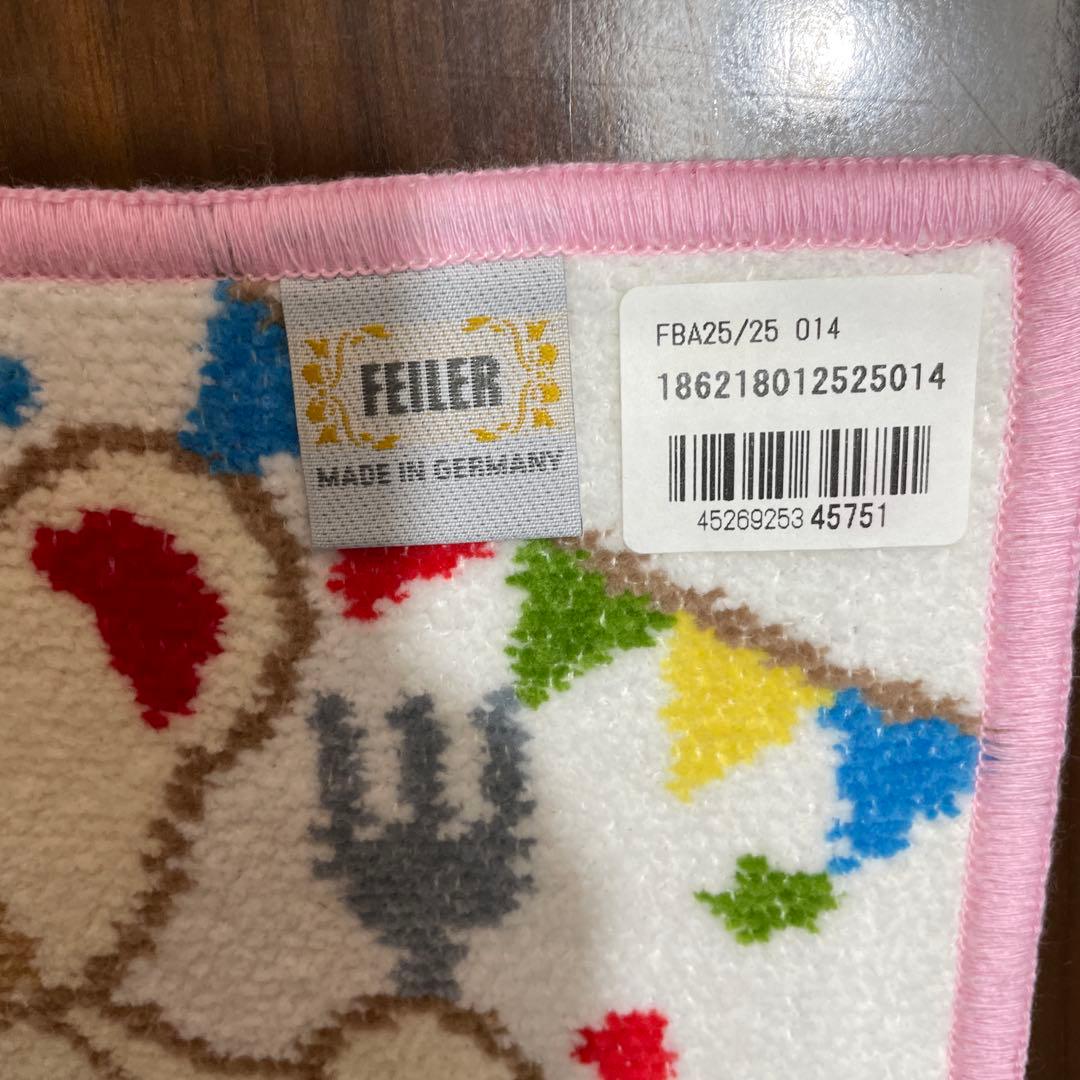 FEILER
MADE IN GERMANY
FBA25/25 014
186218012525014
45269253 45751